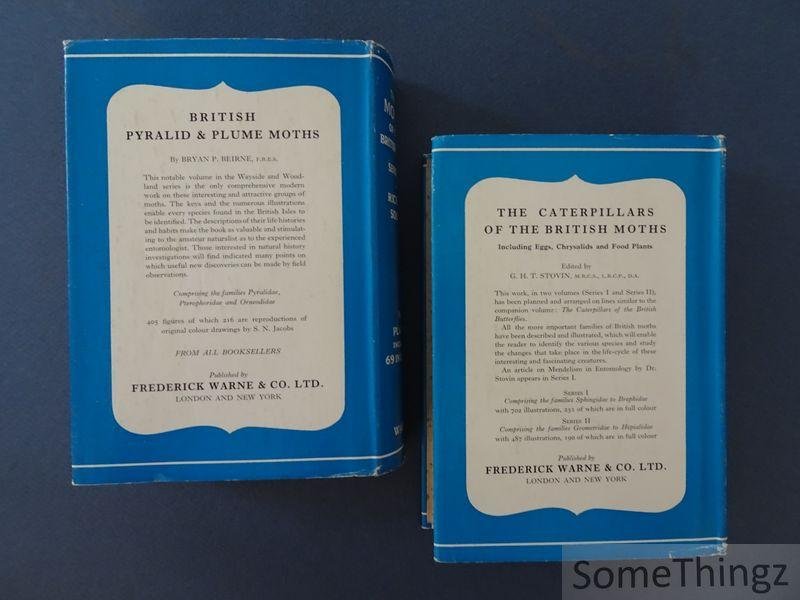 BRITISH
PYRALID & PLUME MOTHS
By BRYAN P. BEIRNE, F.R.E.S.
This notable volume in the Wayside and Wood-
land series is the only comprehensive modern
work on these interesting and attractive groups of
moths. The keys and the numerous illustrations
enable every species found in the British Isles to
be identified. The descriptions of their life histories
and habits make the book as valuable and stimulat-
ing to the amateur naturalist as to the experienced
entomologist. Those interested in natural history
investigations will find indicated many points on
which useful new discoveries can be made by field
observations.
Comprising the families Pyralidae,
Pterophoridae and Orneodidae
405 figures of which 216 are reproductions of
original colour drawings by S. N. Jacobs
FROM ALL BOOKSELLERS
Published by
FREDERICK WARNE & CO. LTD.
LONDON AND NEW YORK
THE CATERPILLARS
OF THE BRITISH MOTHS
Including Eggs, Chrysalids and Food Plants
Edited by
G. H. T. STOVIN, M.R.C.S., L.R.C.P., D.A.
This work, in two volumes (Series I and Series II),
has been planned and arranged on lines similar to the
companion volume: The Caterpillars of the British
Butterflies.
All the more important families of British moths
have been described and illustrated, which will enable
the reader to identify the various species and study
the changes that take place in the life-cycle of these
interesting and fascinating creatures.
An article on Mendelism in Entomology by Dr.
Stovin appears in Series I.
SERIES I
Comprising the families Sphingidae to Brephidae
with 702 illustrations, 231 of which are in full colour
SERIES II
Comprising the families Geometridae to Hepialidae
with 487 illustrations, 190 of which are in full colour
Published by
FREDERICK WARNE & CO. LTD.
LONDON AND NEW YORK
SomeThingz